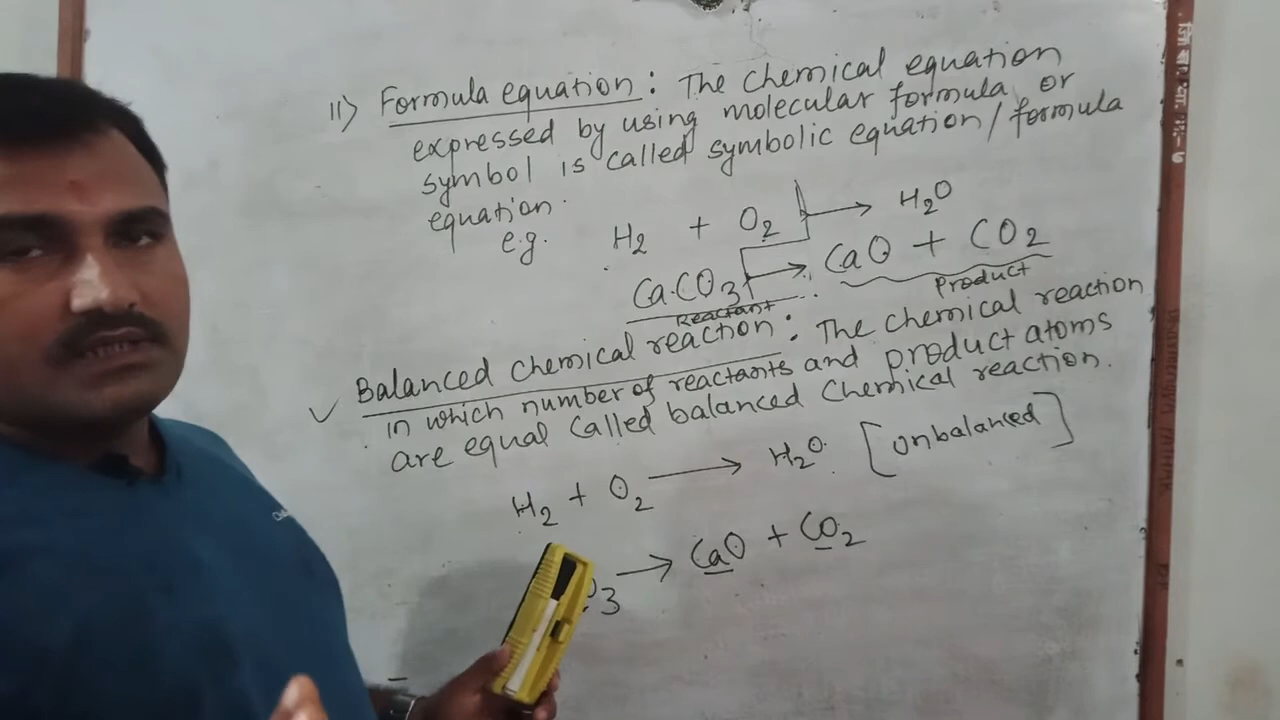 11) Formula equation : The chemical equation
expressed by using molecular formula or
symbol is called symbolic equation / formula
equation.
e.g. H₂ + O₂ → H₂O
CaCO₃ → CaO + CO₂
Reactant Product
✓ Balanced chemical reaction : The chemical reaction
in which number of reactants and product atoms
are equal called balanced chemical reaction.
H₂ + O₂ → H₂O. [Unbalanced]
3 → CaO + CO₂